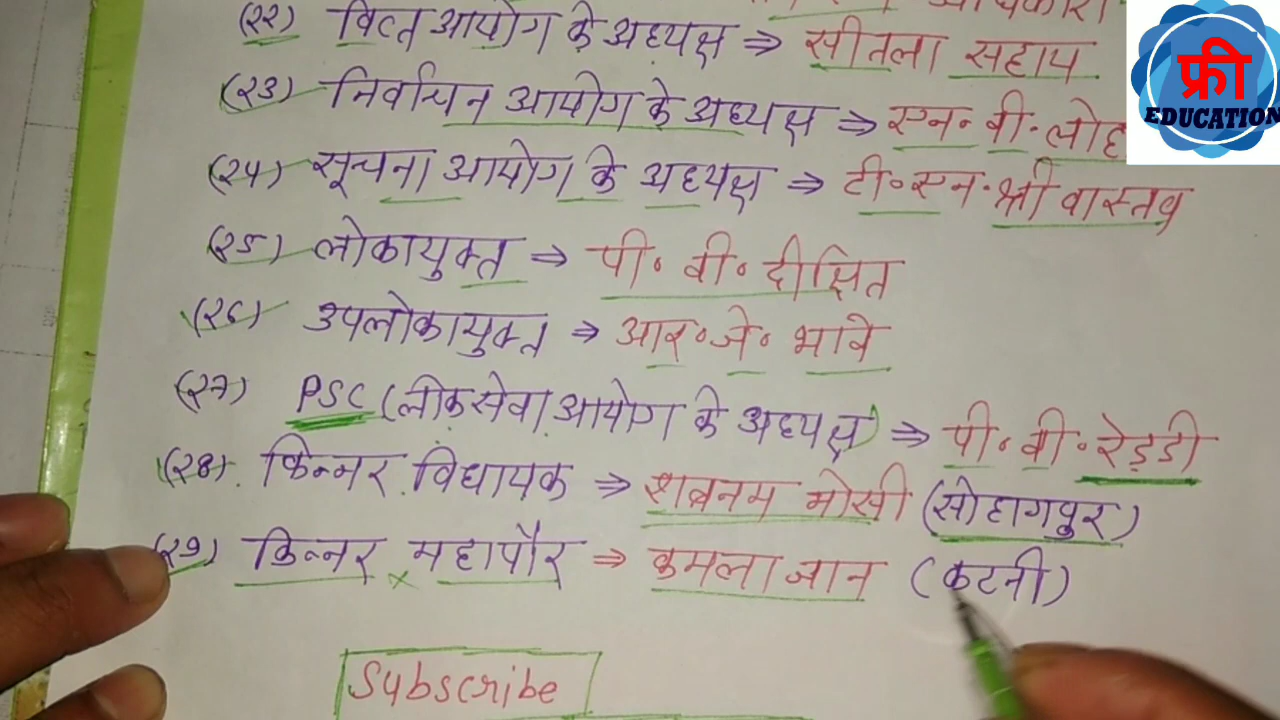 (२२) वित्त आयोग के अध्यक्ष ⇒ सीतला सहाय
(२३) निर्वाचन आयोग के अध्यक्ष ⇒ एन॰ वी॰ लोह
(२४) सूचना आयोग के अध्यक्ष ⇒ टी॰ एन॰ श्री वास्तव
(२५) लोकायुक्त ⇒ पी॰ वी॰ दीक्षित
(२६) उपलोकायुक्त ⇒ आर॰ जे॰ भावे
(२७) PSC (लोक सेवा आयोग के अध्यक्ष) ⇒ पी॰ वी॰ रेड्डी
(२८). किन्नर विधायक ⇒ शबनम मोसी (सोहागपुर)
(२९) किन्नर महापौर ⇒ कमला जान (कटनी)
Subscribe
फ्री
EDUCATION